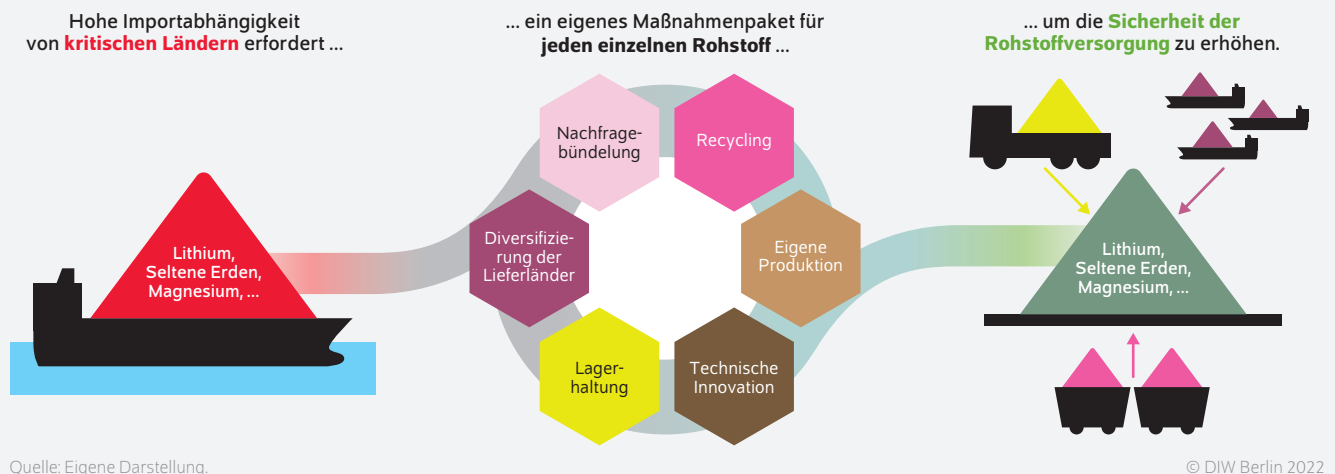 Hohe Importabhängigkeit
von kritischen Ländern erfordert ...
... ein eigenes Maßnahmenpaket für
jeden einzelnen Rohstoff ...
... um die Sicherheit der
Rohstoffversorgung zu erhöhen.
Lithium,
Seltene Erden,
Magnesium, ...
Nachfrage-
bündelung
Recycling
Diversifizie-
rung der
Lieferländer
Eigene
Produktion
Lager-
haltung
Technische
Innovation
Lithium,
Seltene Erden,
Magnesium, ...
Quelle: Eigene Darstellung.
© DIW Berlin 2022